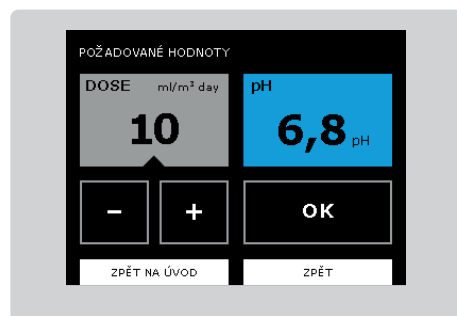 POŽADOVANÉ HODNOTY
DOSE ml/m³ day
10
pH
6,8 pH
- +
OK
ZPĚT NA ÚVOD
ZPĚT